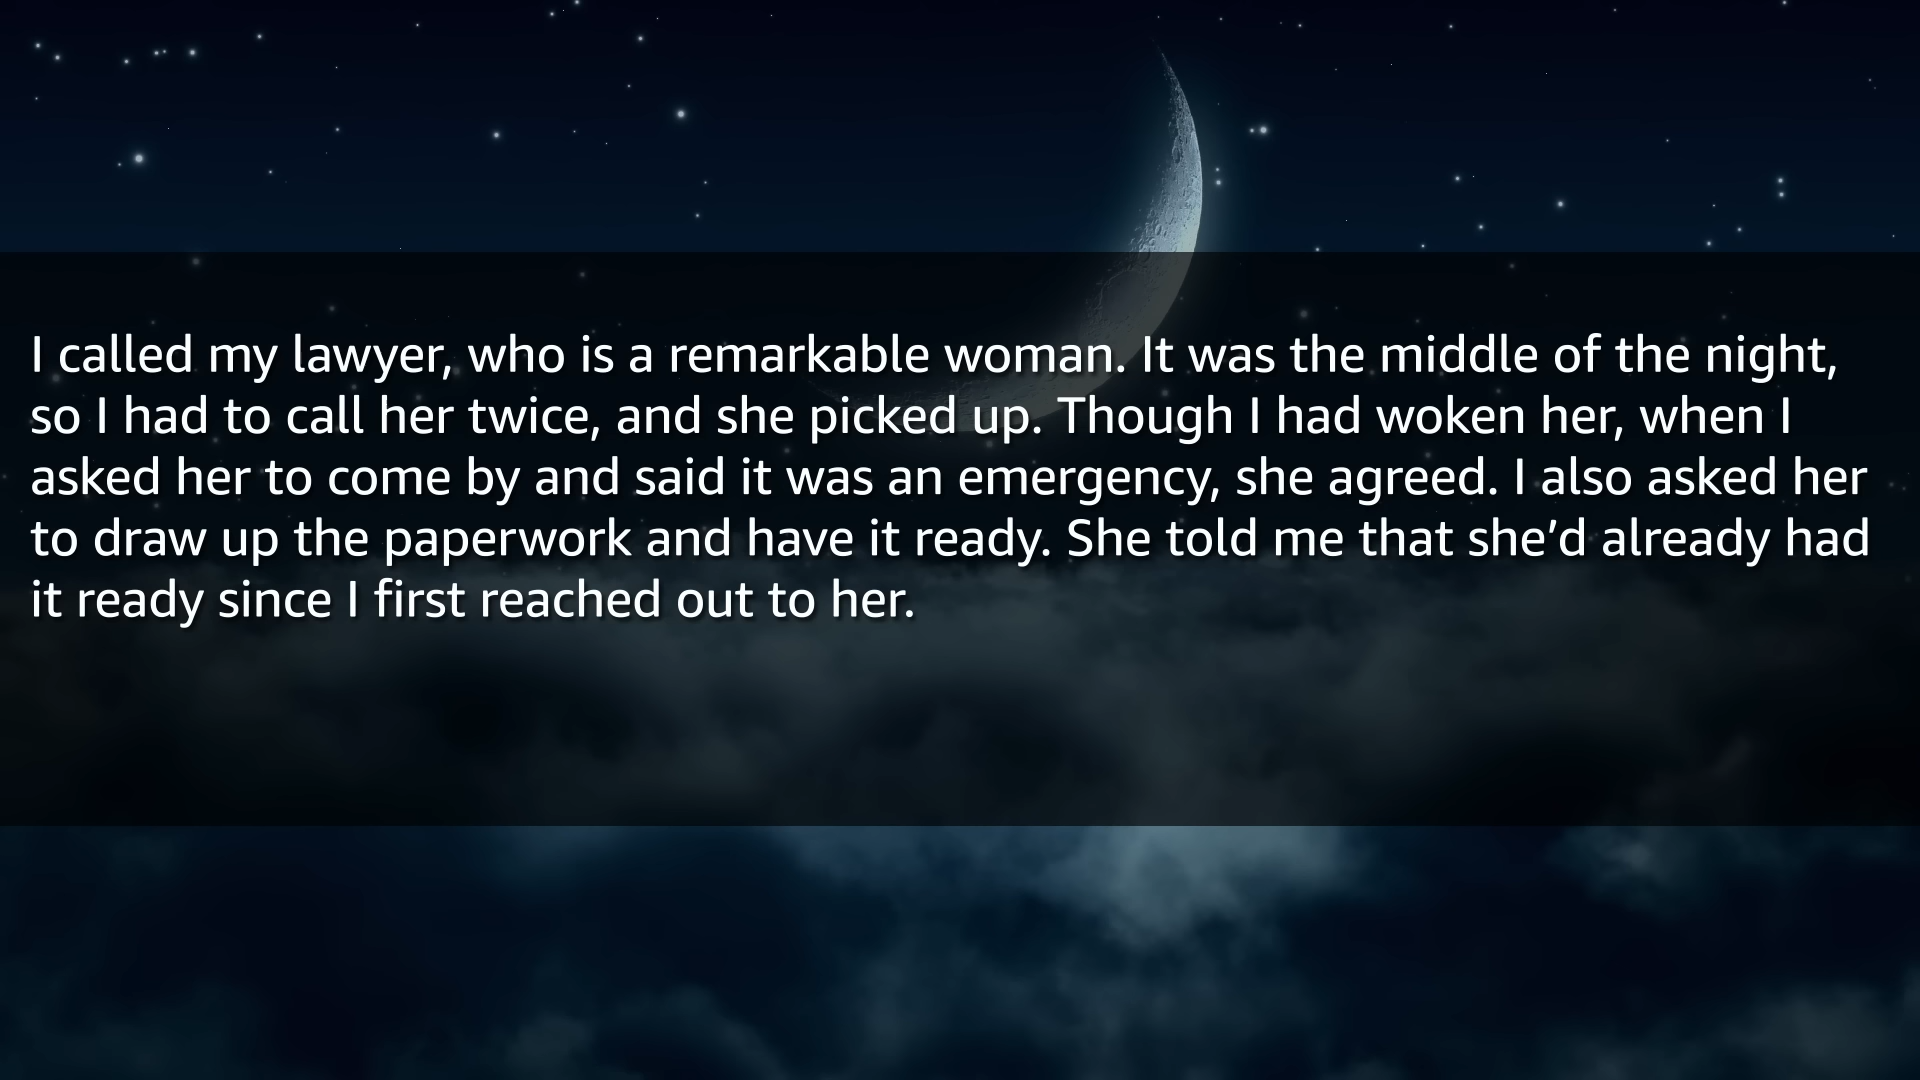 I called my lawyer, who is a remarkable woman. It was the middle of the night,
so I had to call her twice, and she picked up. Though I had woken her, when I
asked her to come by and said it was an emergency, she agreed. I also asked her
to draw up the paperwork and have it ready. She told me that she’d already had
it ready since I first reached out to her.